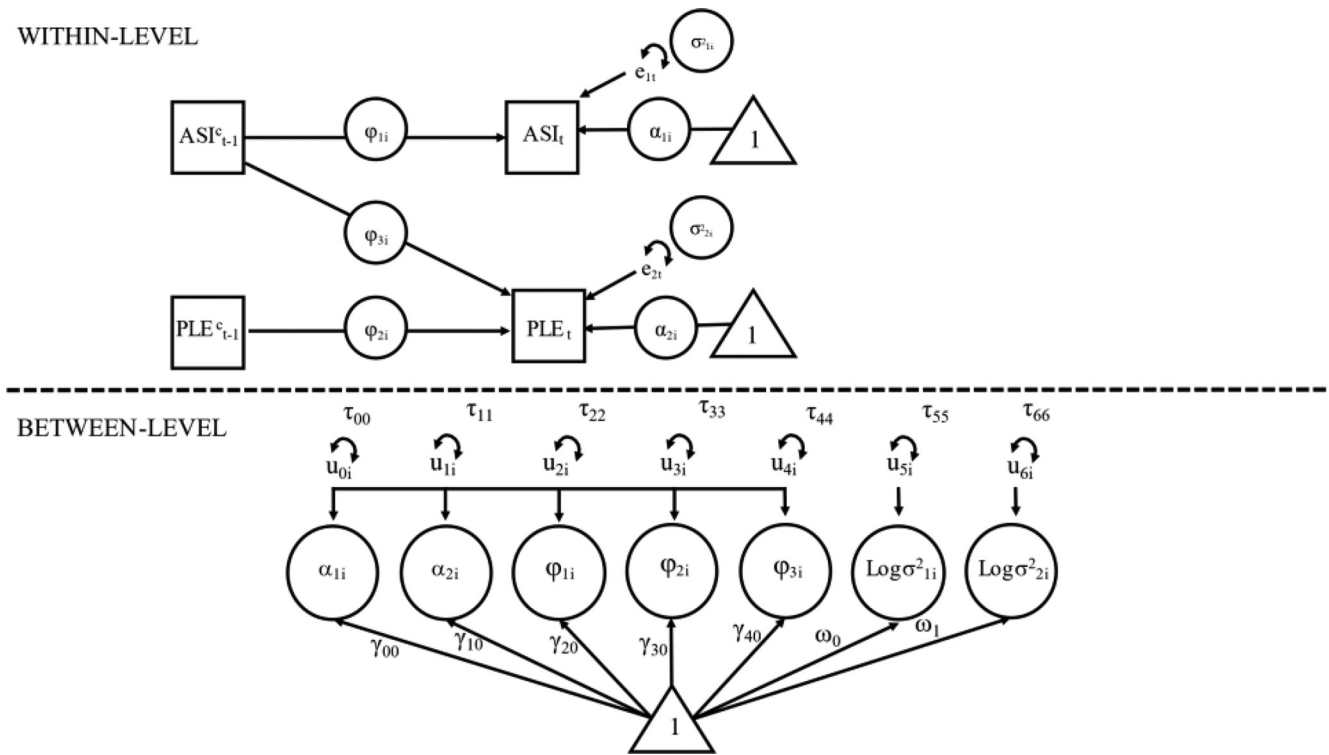 WITHIN-LEVEL
σ²₁ᵢ
e₁ₜ
ASIᶜₜ₋₁ φ₁ᵢ ASIₜ α₁ᵢ 1
φ₃ᵢ
σ²₂ᵢ
e₂ₜ
PLEᶜₜ₋₁ φ₂ᵢ PLEₜ α₂ᵢ 1
BETWEEN-LEVEL
τ₀₀ τ₁₁ τ₂₂ τ₃₃ τ₄₄ τ₅₅ τ₆₆
u₀ᵢ u₁ᵢ u₂ᵢ u₃ᵢ u₄ᵢ u₅ᵢ u₆ᵢ
α₁ᵢ α₂ᵢ φ₁ᵢ φ₂ᵢ φ₃ᵢ Logσ²₁ᵢ Logσ²₂ᵢ
γ₀₀ γ₁₀ γ₂₀ γ₃₀ γ₄₀ ω₀ ω₁
1